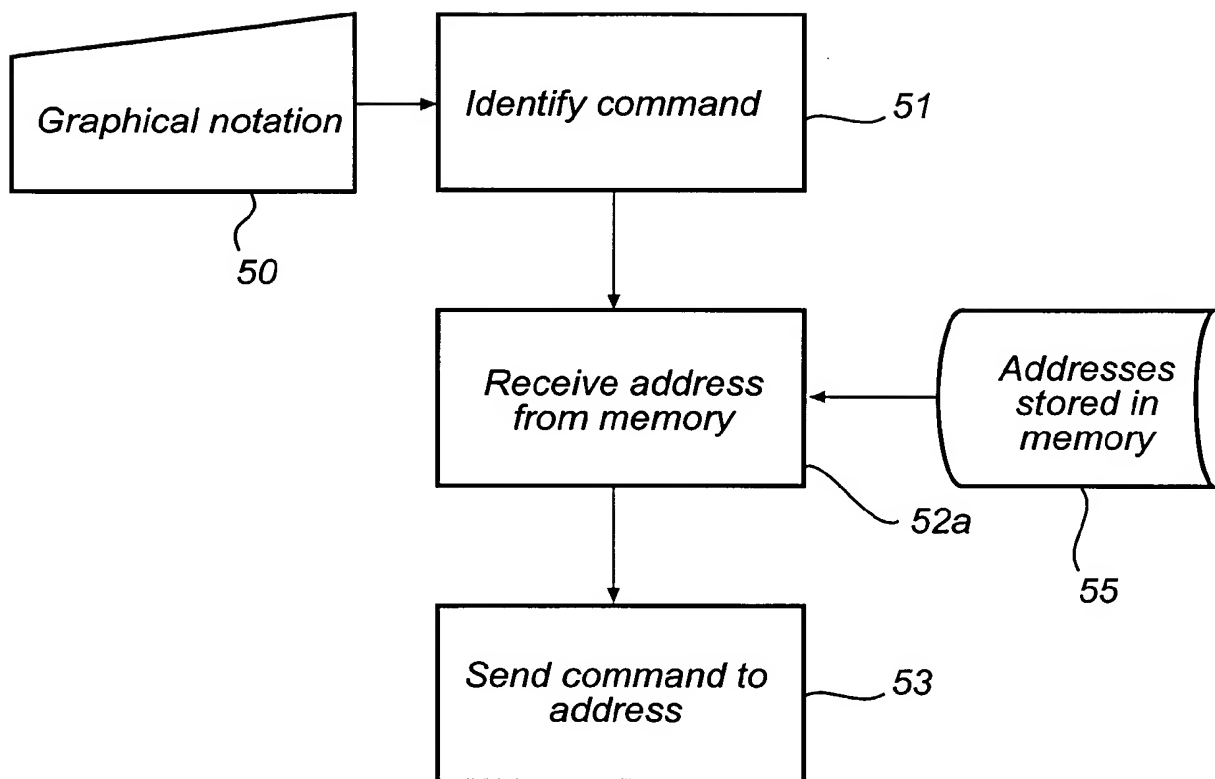 Graphical notation
50
Identify command
51
Receive address
from memory
52a
Addresses
stored in
memory
55
Send command to
address
53